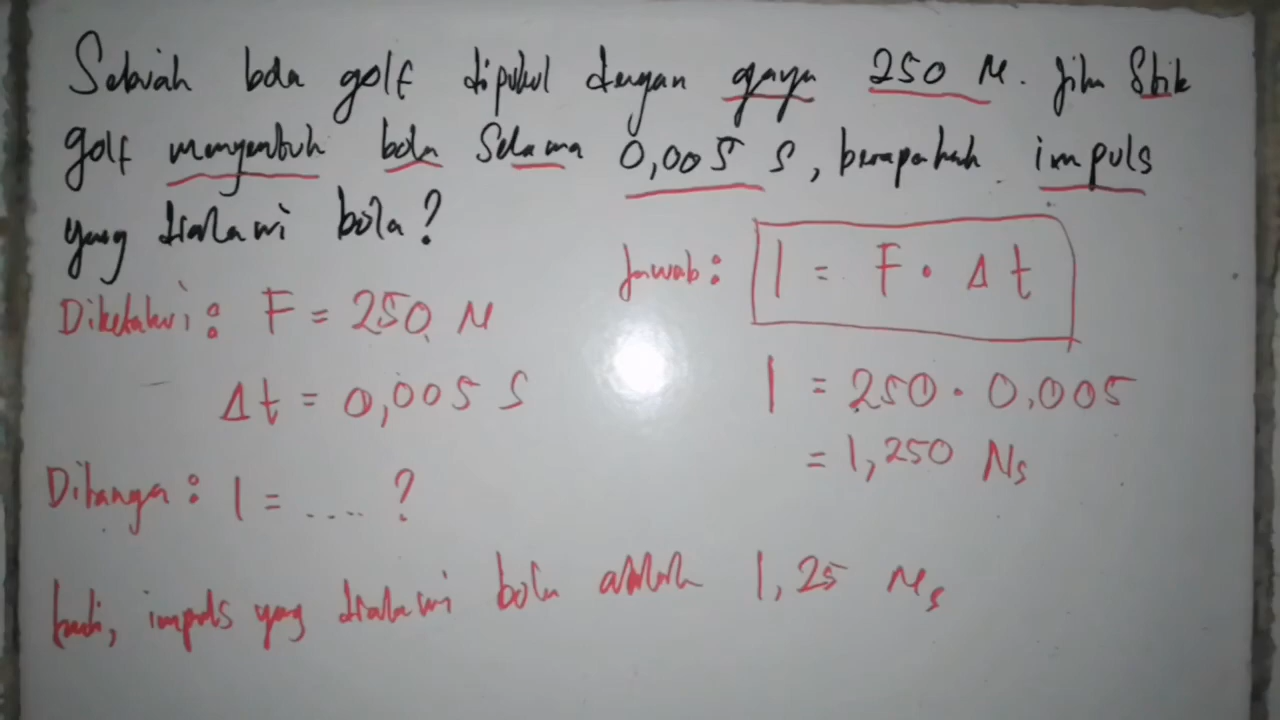 Sebuah bola golf dipukul dengan gaya 250 N. Jika Stik
golf menyentuh bola Selama 0,005 S, berapakah impuls
yang dialami bola?
Diketahui: F = 250 N
Δt = 0,005 S
Ditanya: I = .... ?
Jawab: I = F . Δt
I = 250 . 0,005
= 1,250 Ns
Jadi, impuls yang dialami bola adalah 1,25 Ns